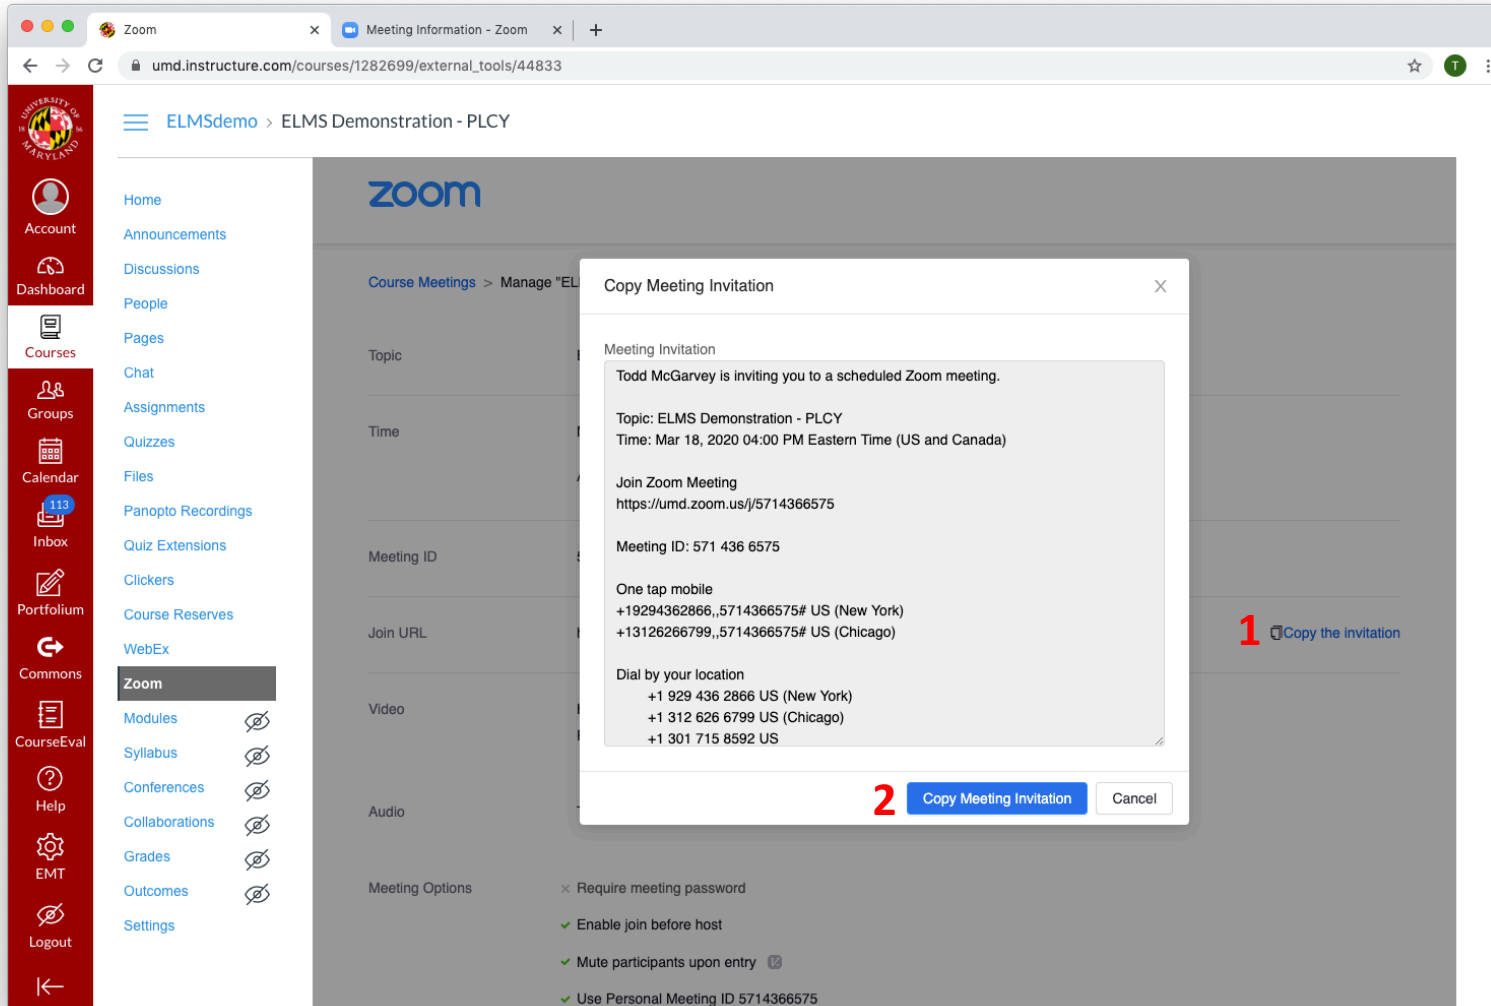 Zoom
Meeting Information - Zoom
umd.instructure.com/courses/1282699/external_tools/44833
T
UNIVERSITY OF
18 56
MARYLAND
ELMSdemo > ELMS Demonstration - PLCY
Account
Dashboard
Courses
Groups
Calendar
113
Inbox
Portfolium
Commons
CourseEval
Help
EMT
Logout
Home
Announcements
Discussions
People
Pages
Chat
Assignments
Quizzes
Files
Panopto Recordings
Quiz Extensions
Clickers
Course Reserves
WebEx
Zoom
Modules
Syllabus
Conferences
Collaborations
Grades
Outcomes
Settings
zoom
Course Meetings > Manage "EL
Topic
Time
Meeting ID
Join URL
1 Copy the invitation
Video
Audio
Meeting Options
Require meeting password
Enable join before host
Mute participants upon entry
Use Personal Meeting ID 5714366575
Copy Meeting Invitation
X
Meeting Invitation
Todd McGarvey is inviting you to a scheduled Zoom meeting.
Topic: ELMS Demonstration - PLCY
Time: Mar 18, 2020 04:00 PM Eastern Time (US and Canada)
Join Zoom Meeting
https://umd.zoom.us/j/5714366575
Meeting ID: 571 436 6575
One tap mobile
+19294362866,,5714366575# US (New York)
+13126266799,,5714366575# US (Chicago)
Dial by your location
+1 929 436 2866 US (New York)
+1 312 626 6799 US (Chicago)
+1 301 715 8592 US
2 Copy Meeting Invitation
Cancel